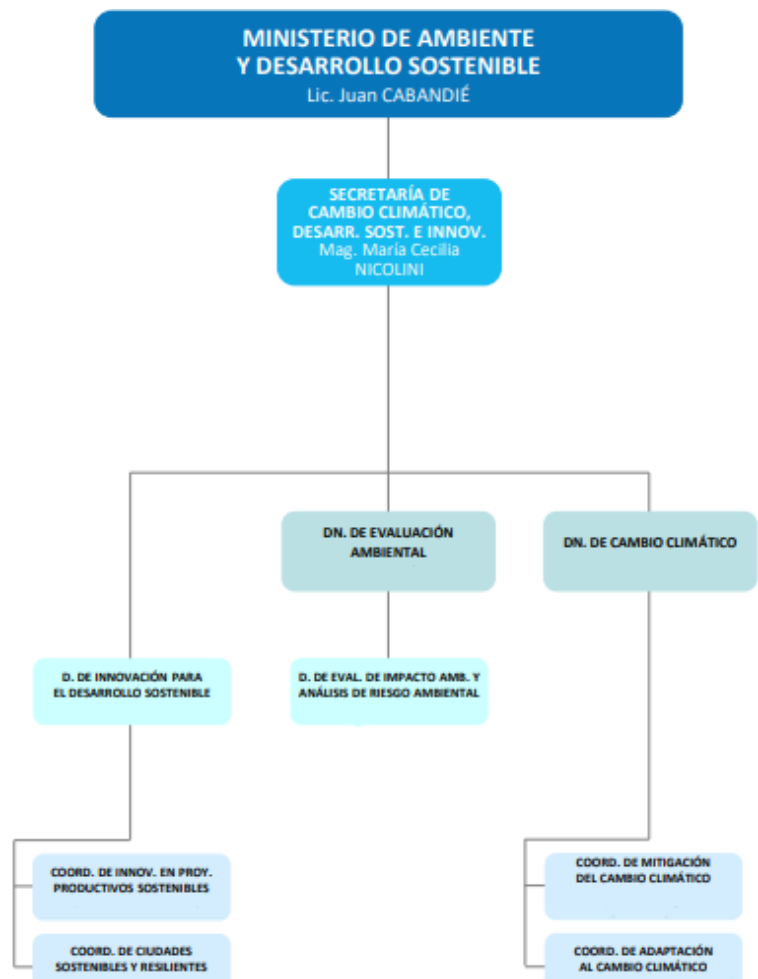 MINISTERIO DE AMBIENTE
Y DESARROLLO SOSTENIBLE
Lic. Juan CABANDIÉ
SECRETARÍA DE
CAMBIO CLIMÁTICO,
DESARR. SOST. E INNOV.
Mag. María Cecilia
NICOLINI
DN. DE EVALUACIÓN
AMBIENTAL
DN. DE CAMBIO CLIMÁTICO
D. DE INNOVACIÓN PARA
EL DESARROLLO SOSTENIBLE
D. DE EVAL. DE IMPACTO AMB. Y
ANÁLISIS DE RIESGO AMBIENTAL
COORD. DE INNOV. EN PROY.
PRODUCTIVOS SOSTENIBLES
COORD. DE MITIGACIÓN
DEL CAMBIO CLIMÁTICO
COORD. DE CIUDADES
SOSTENIBLES Y RESILIENTES
COORD. DE ADAPTACIÓN
AL CAMBIO CLIMÁTICO